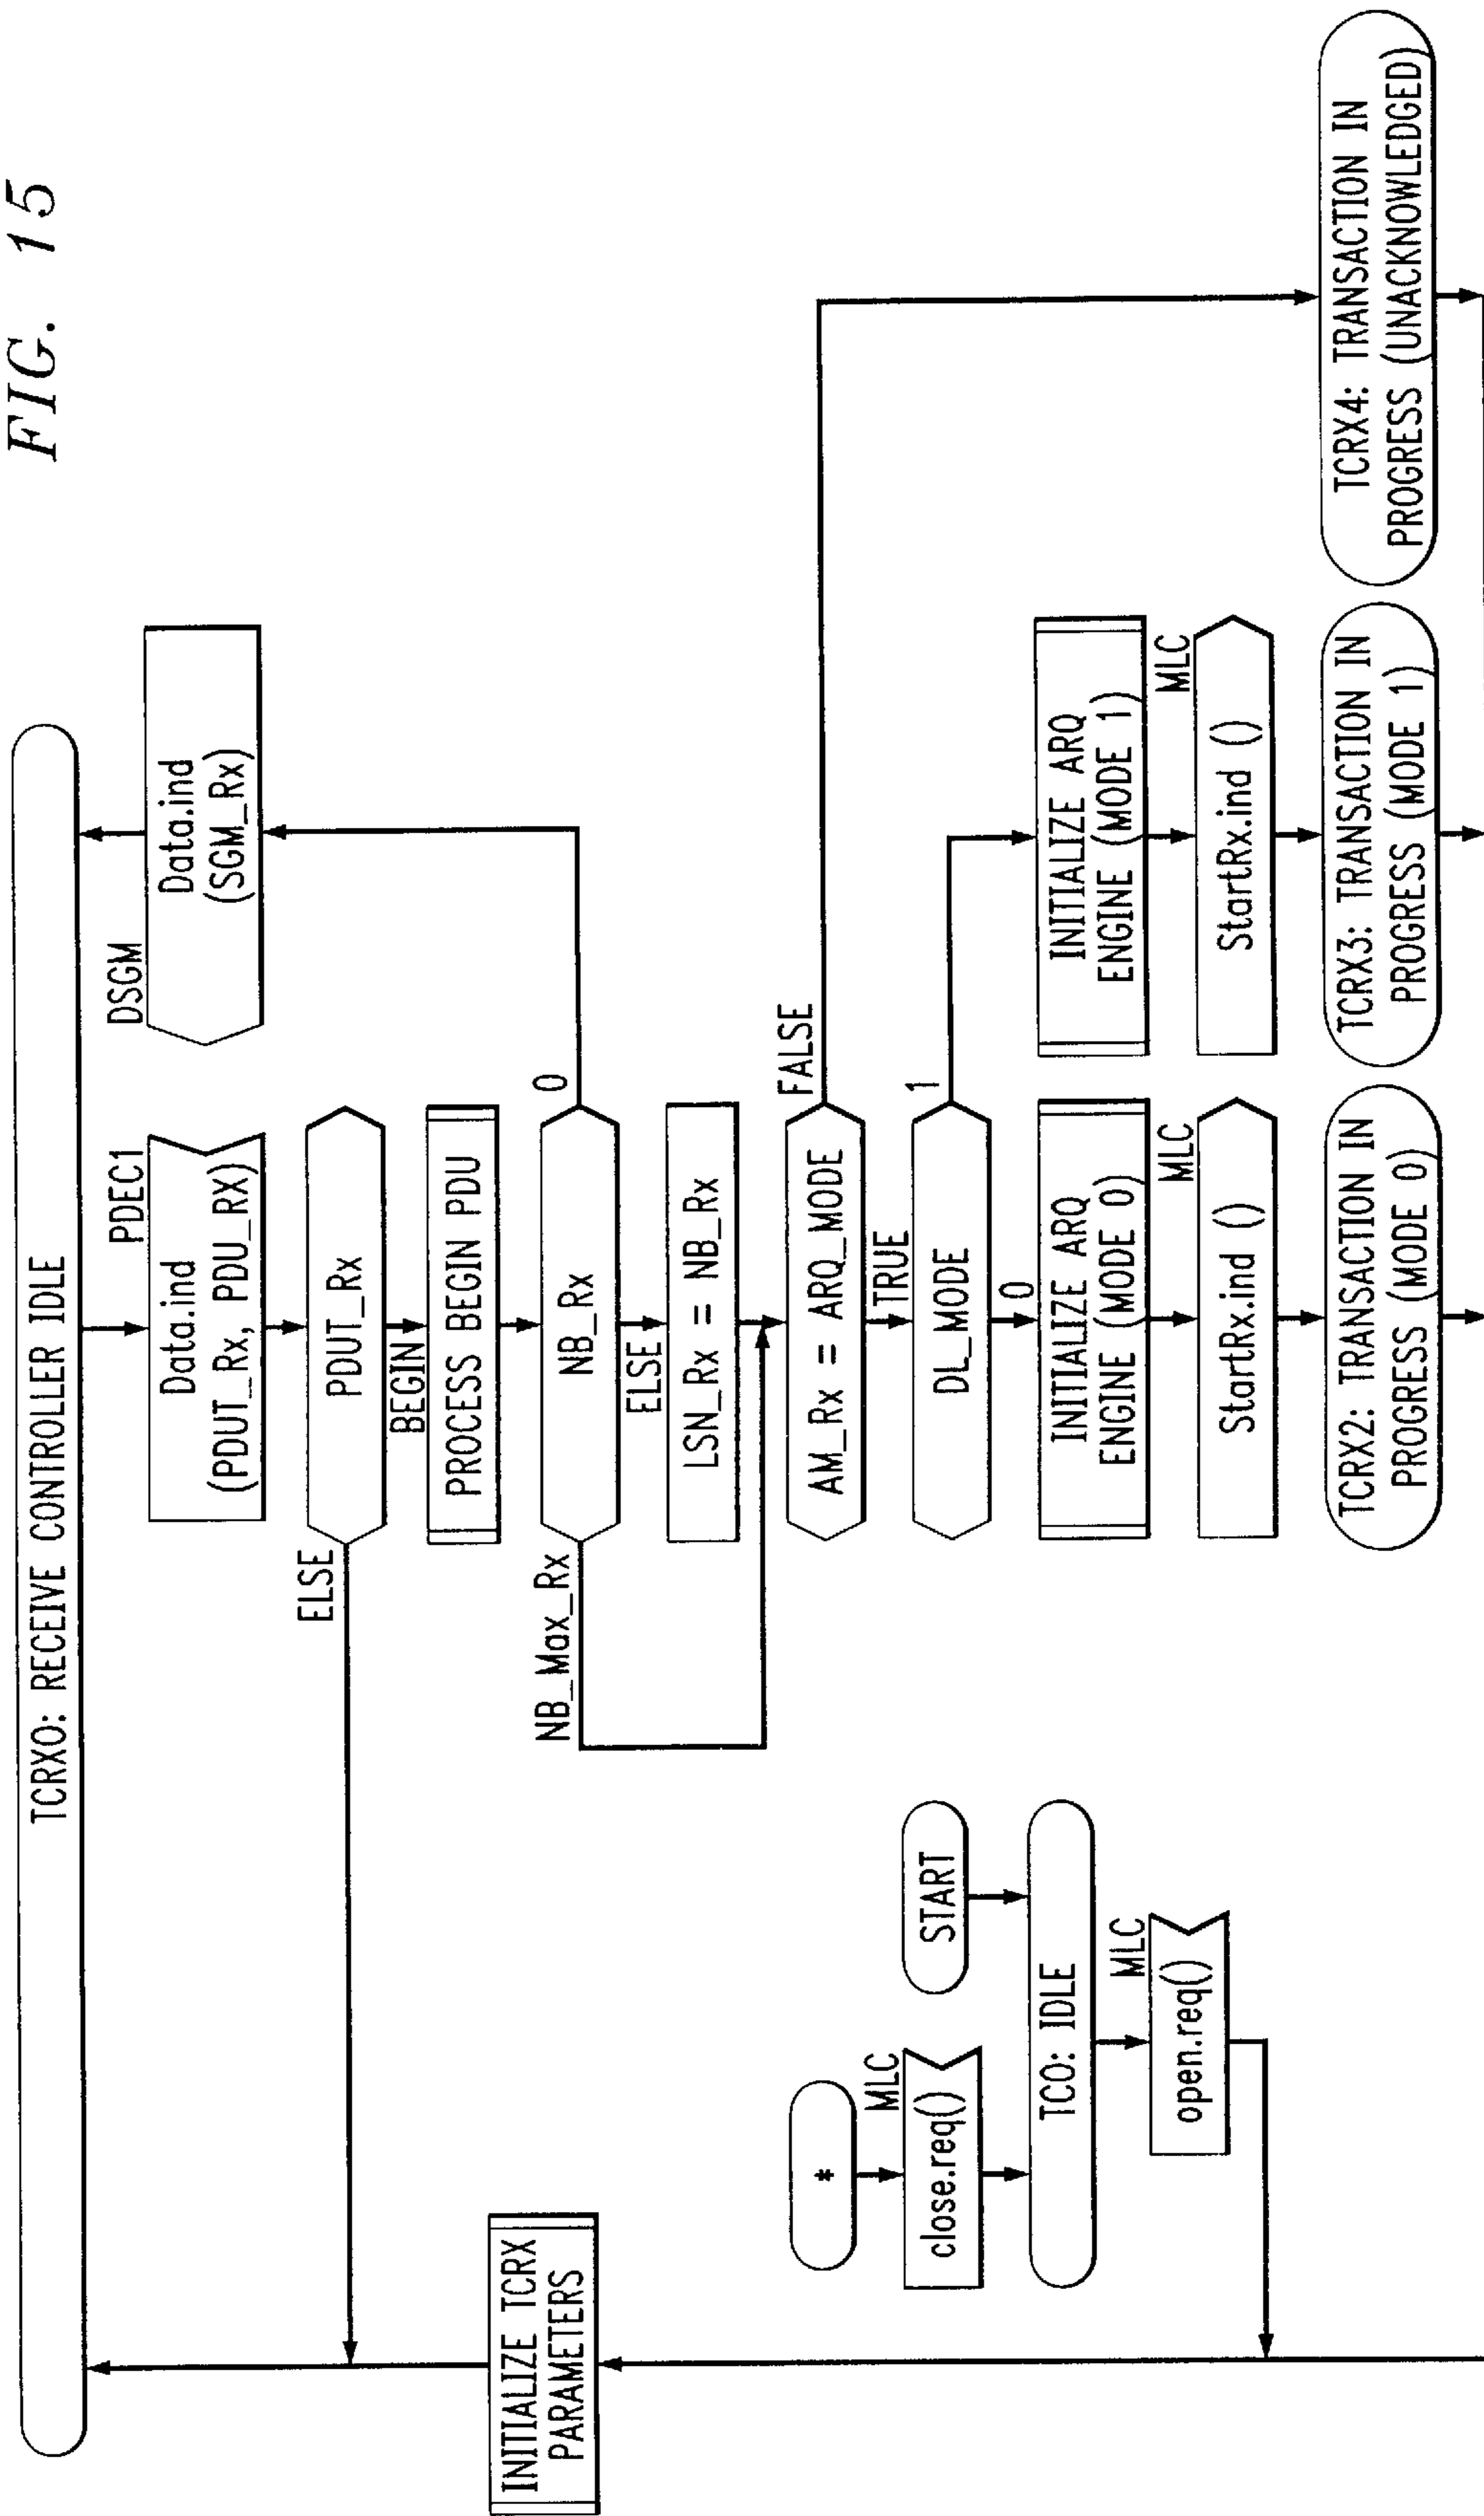 FIG. 15
TCRX0: RECEIVE CONTROLLER IDLE
PDEC1
Data.ind
(PDUT_Rx, PDU_RX)
DSGM
Data.ind
(SGM_Rx)
PDUT_Rx
ELSE
BEGIN
PROCESS BEGIN PDU
NB_Rx
0
NB_Max_Rx
ELSE
LSN_Rx = NB_Rx
AM_Rx = ARQ_MODE
FALSE
TRUE
DL_MODE
1
0
INITIALIZE ARQ
ENGINE (MODE 0)
INITIALIZE ARQ
ENGINE (MODE 1)
MLC
StartRx.ind ()
MLC
StartRx.ind ()
TCRX2: TRANSACTION IN
PROGRESS (MODE 0)
TCRX3: TRANSACTION IN
PROGRESS (MODE 1)
TCRX4: TRANSACTION IN
PROGRESS (UNACKNOWLEDGED)
INITIALIZE TCRX
PARAMETERS
*
MLC
close.req()
START
TC0: IDLE
MLC
open.req()